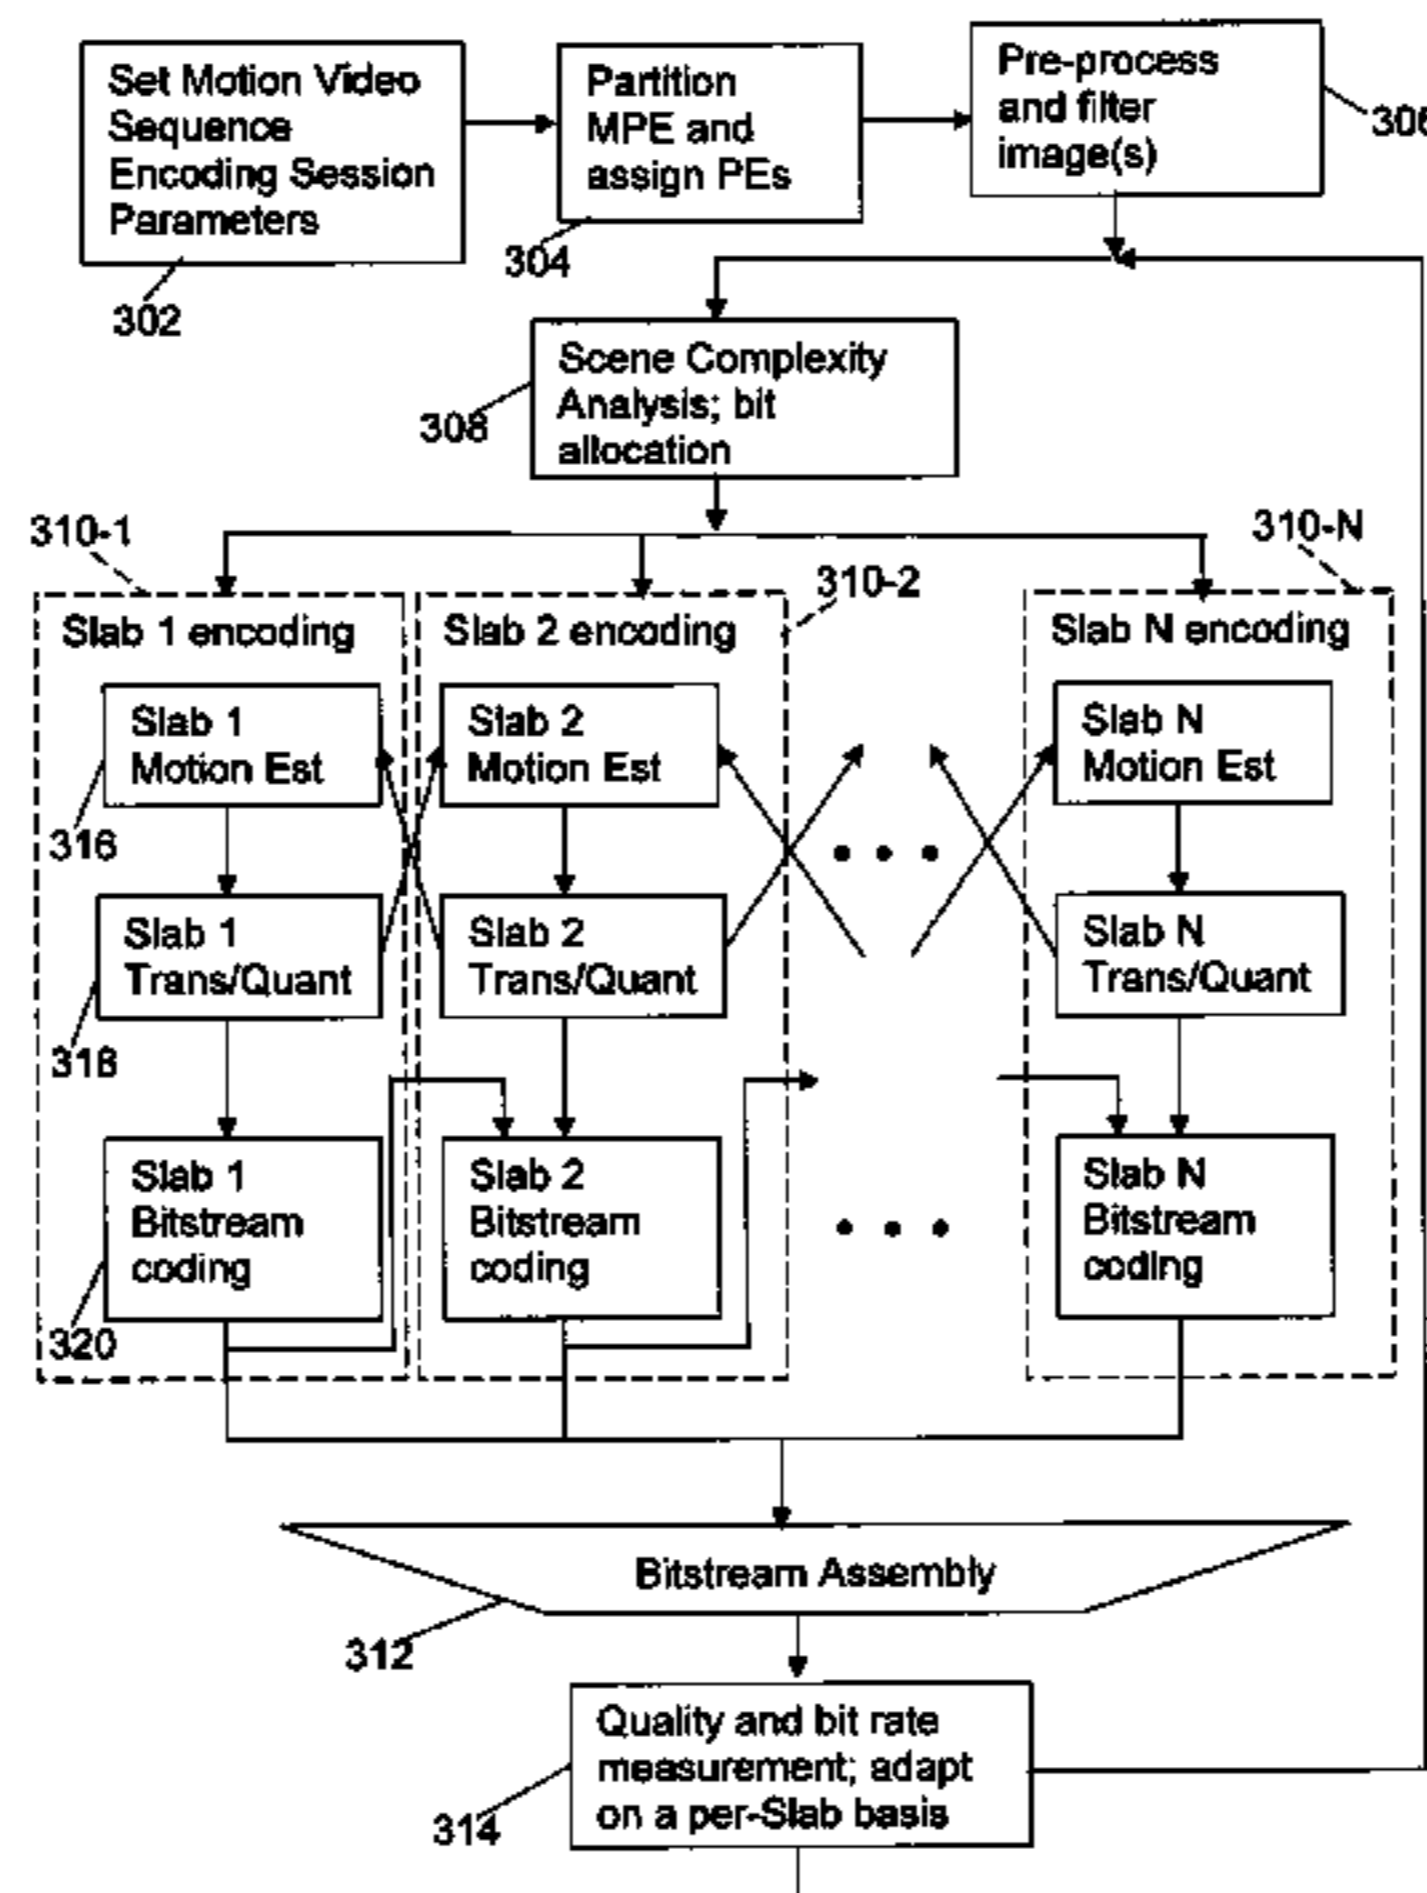 Set Motion Video
Sequence
Encoding Session
Parameters
302
Partition
MPE and
assign PEs
304
Pre-process
and filter
image(s)
306
Scene Complexity
Analysis; bit
allocation
308
310-1
310-2
310-N
Slab 1 encoding
Slab 2 encoding
Slab N encoding
Slab 1
Motion Est
316
Slab 2
Motion Est
Slab N
Motion Est
Slab 1
Trans/Quant
318
Slab 2
Trans/Quant
Slab N
Trans/Quant
Slab 1
Bitstream
coding
320
Slab 2
Bitstream
coding
Slab N
Bitstream
coding
Bitstream Assembly
312
Quality and bit rate
measurement; adapt
on a per-Slab basis
314